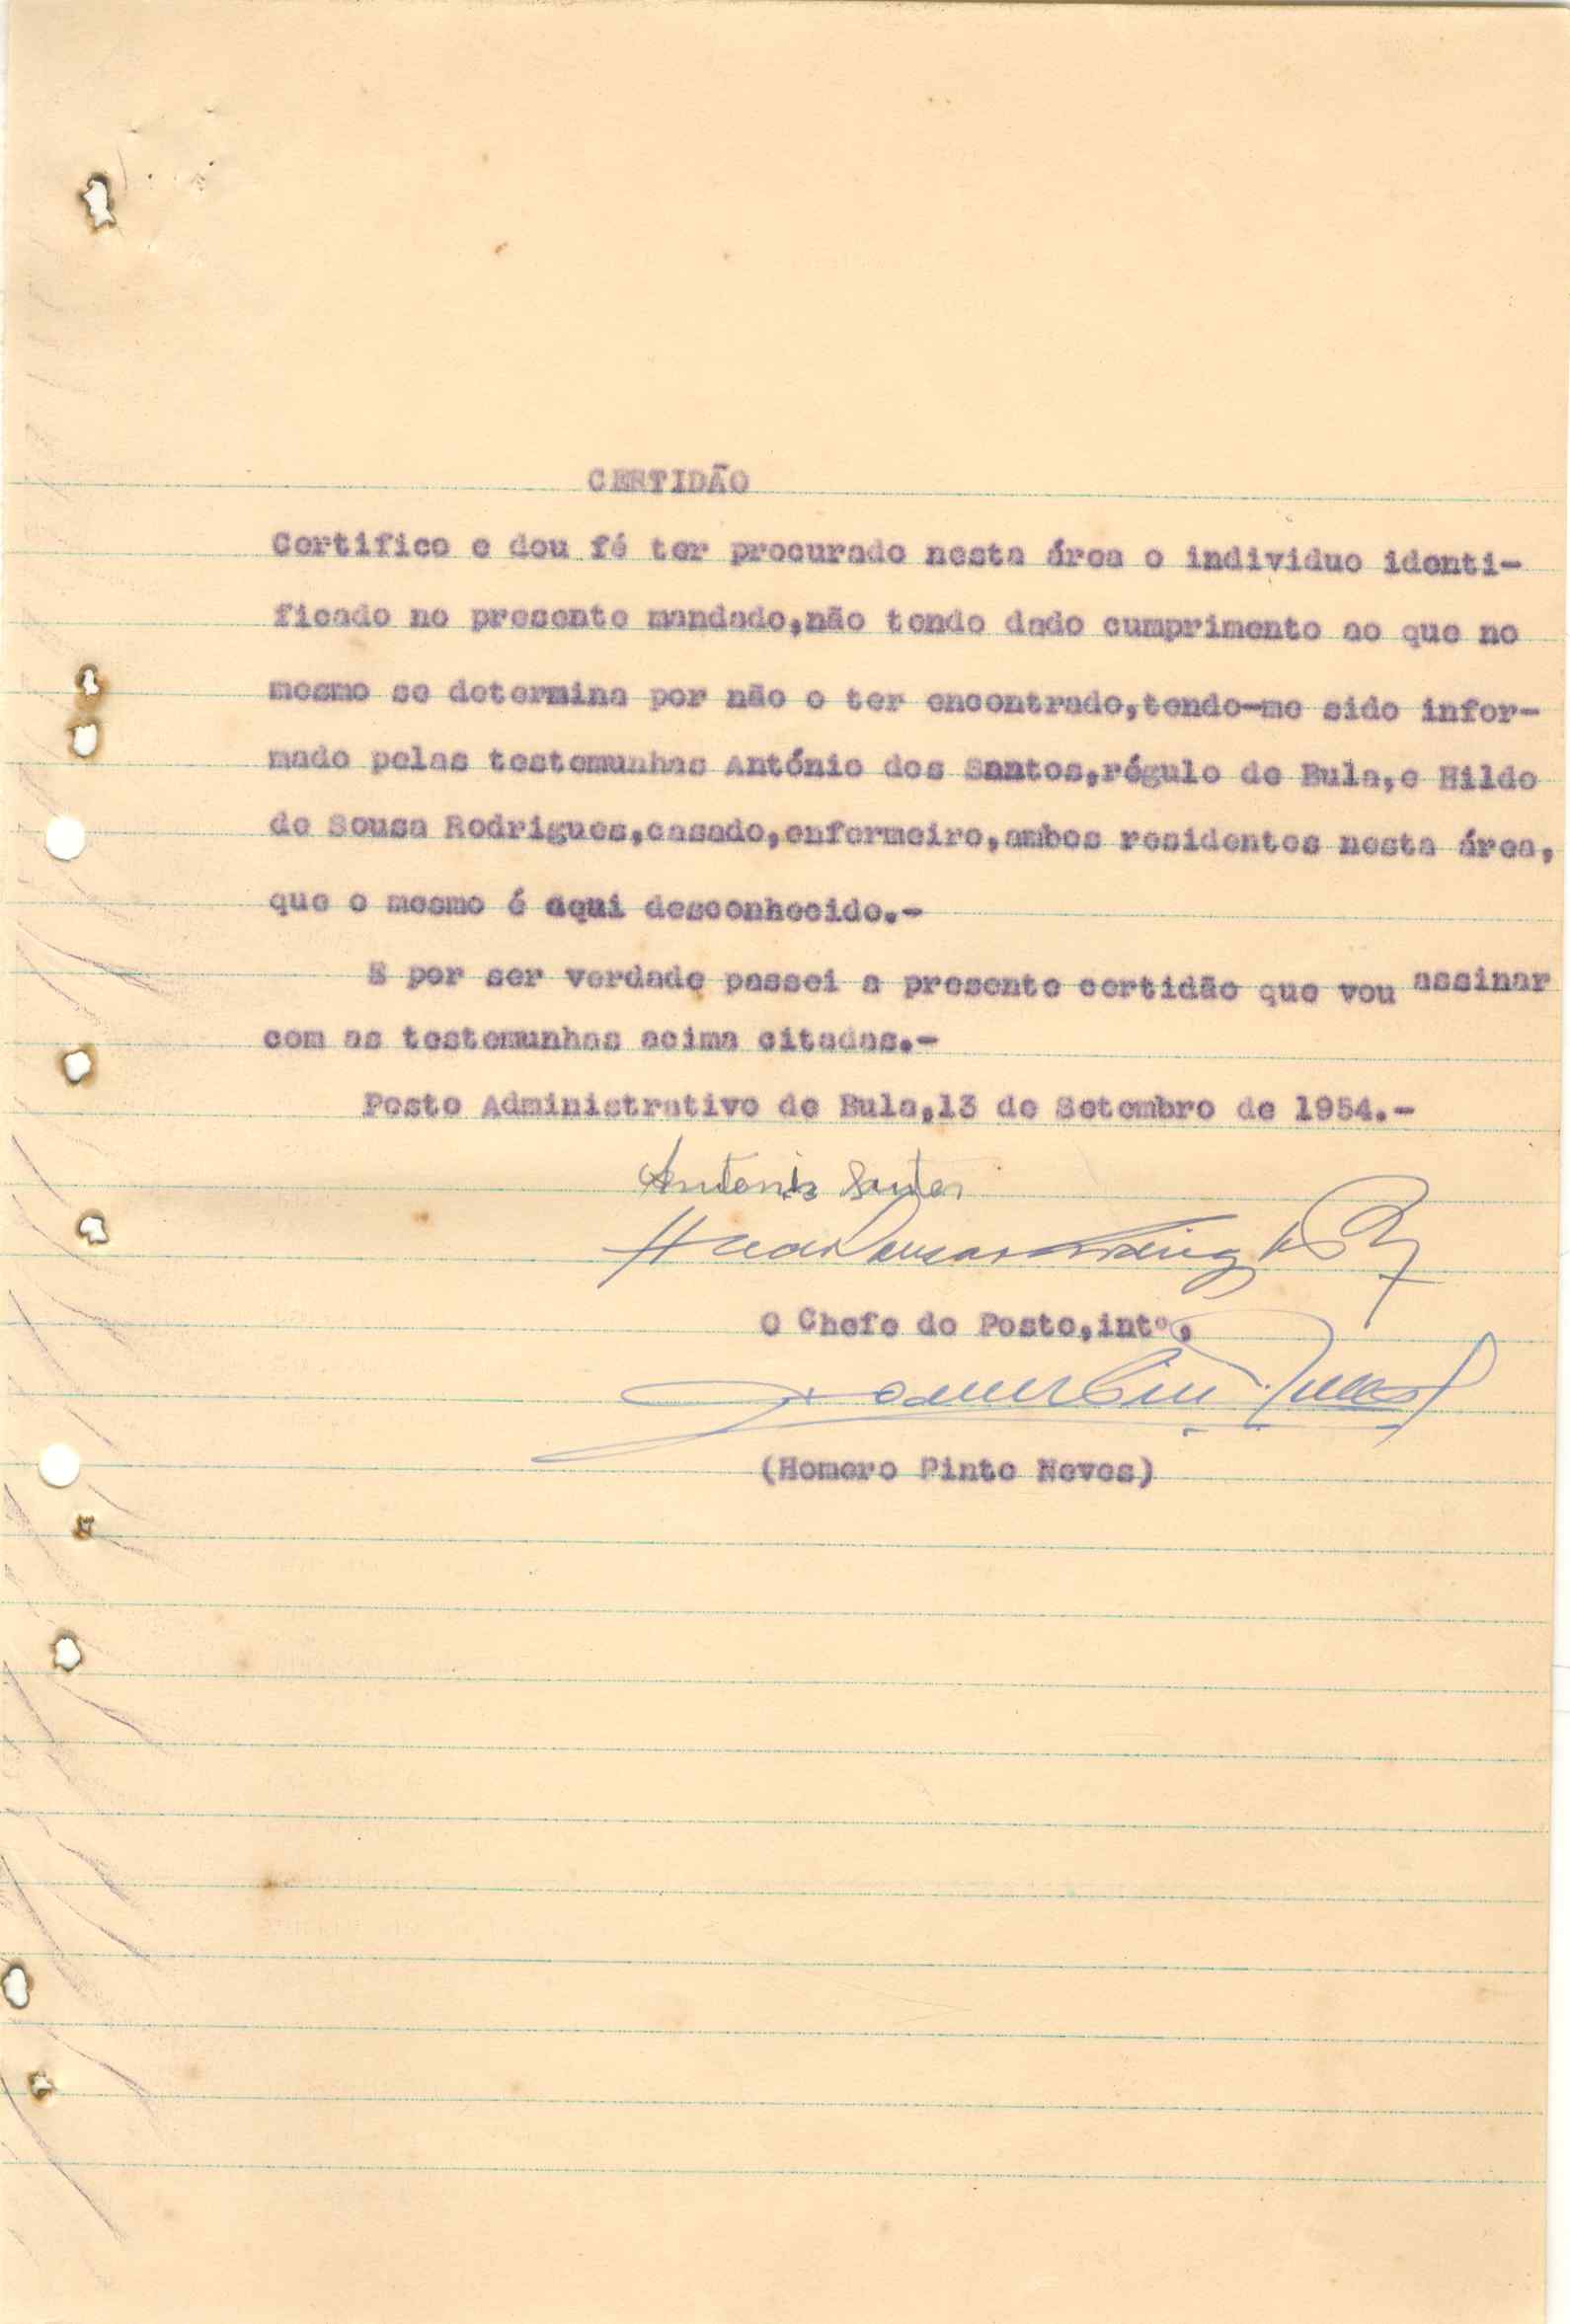 CERTIDÃO
Certifico e dou fé ter procurado nesta área o individuo identi-
ficado no presente mandado,não tendo dado cumprimento ao que no
mesmo se determina por não o ter encontrado,tendo-me sido infor-
mado pelas testemunhas António dos Santos,régulo de Bula,e Hildo
de Sousa Rodrigues,casado,enfermeiro,ambos residentes nesta área,
que o mesmo é aqui desconhecido.-
E por ser verdade passei a presente certidão que vou assinar
com as testemunhas acima citadas.-
Posto Administrativo de Bula,13 de Setembro de 1954.-
Antonio Santos
O Chefe do Posto,intº,
(Homero Pinto Neves)